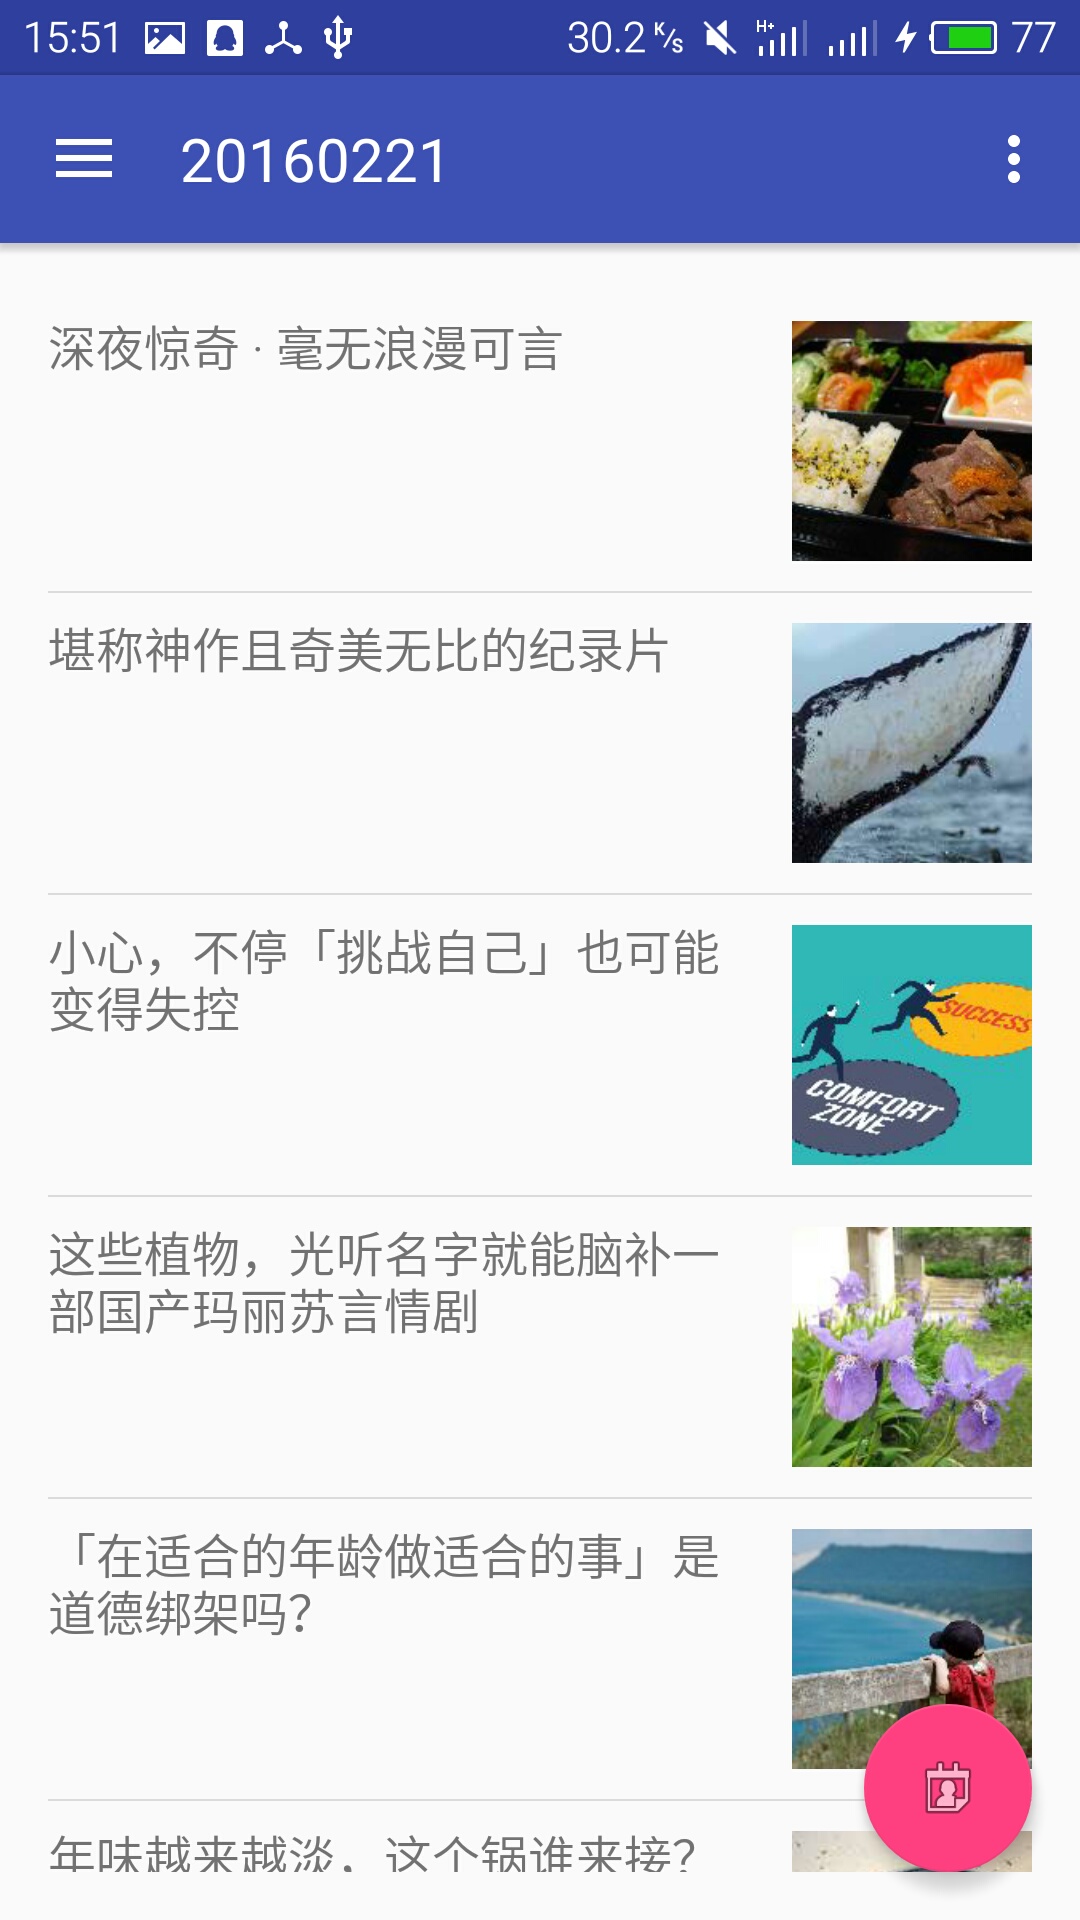 15:51
30.2 K/s
H+
77
20160221
深夜惊奇 · 毫无浪漫可言
堪称神作且奇美无比的纪录片
小心，不停「挑战自己」也可能
变得失控
SUCCESS
COMFORT
ZONE
这些植物，光听名字就能脑补一
部国产玛丽苏言情剧
「在适合的年龄做适合的事」是
道德绑架吗？
年味越来越淡，这个锅谁来接？